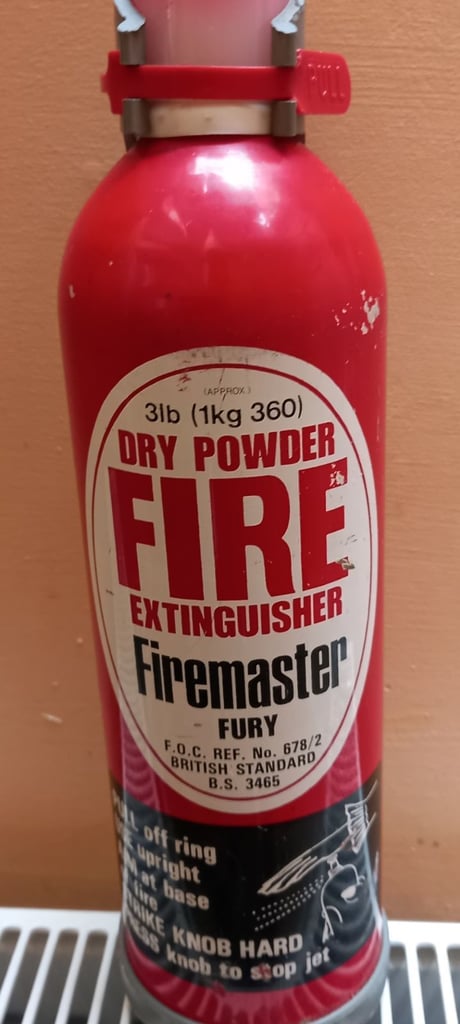 PULL
(APPROX)
3lb (1kg 360)
DRY POWDER
FIRE
EXTINGUISHER
Firemaster
FURY
F.O.C. REF. No. 678/2
BRITISH STANDARD
B.S. 3465
off ring
upright
at base
fire
KNOB HARD
knob to stop jet